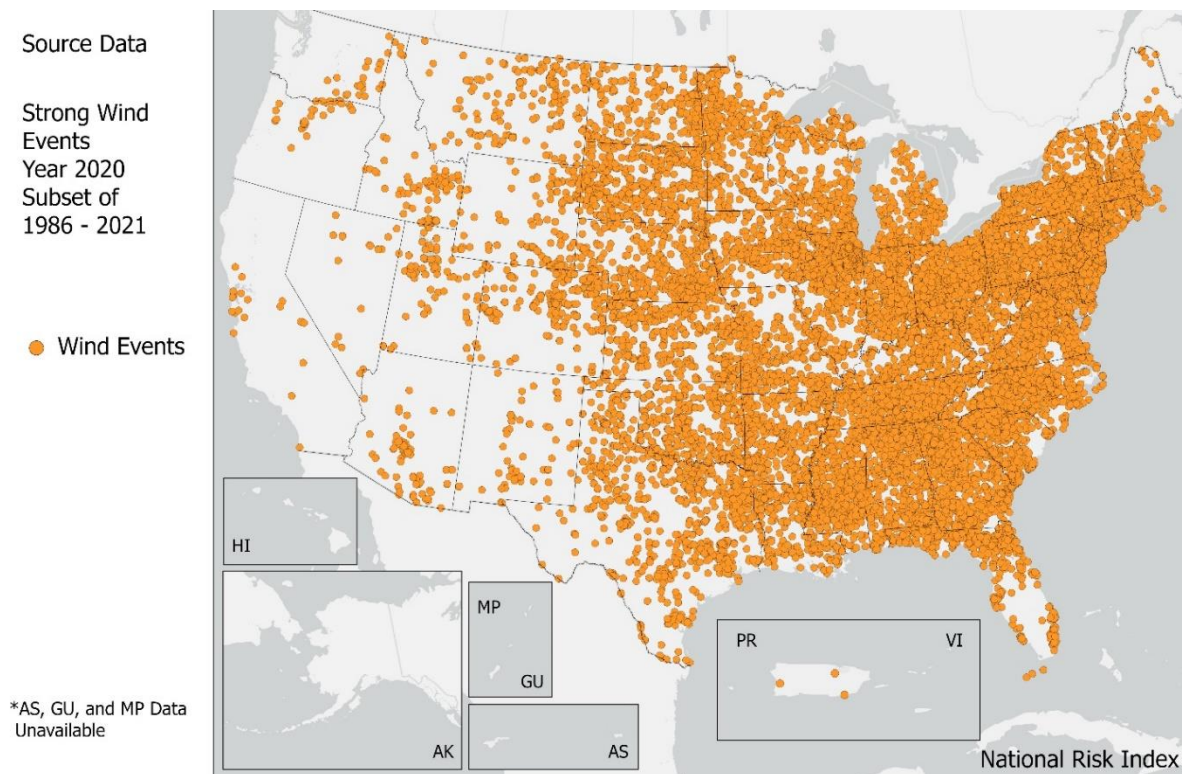 Source Data
Strong Wind
Events
Year 2020
Subset of
1986 - 2021
Wind Events
*AS, GU, and MP Data
Unavailable
HI
AK
MP
GU
AS
PR
VI
National Risk Index